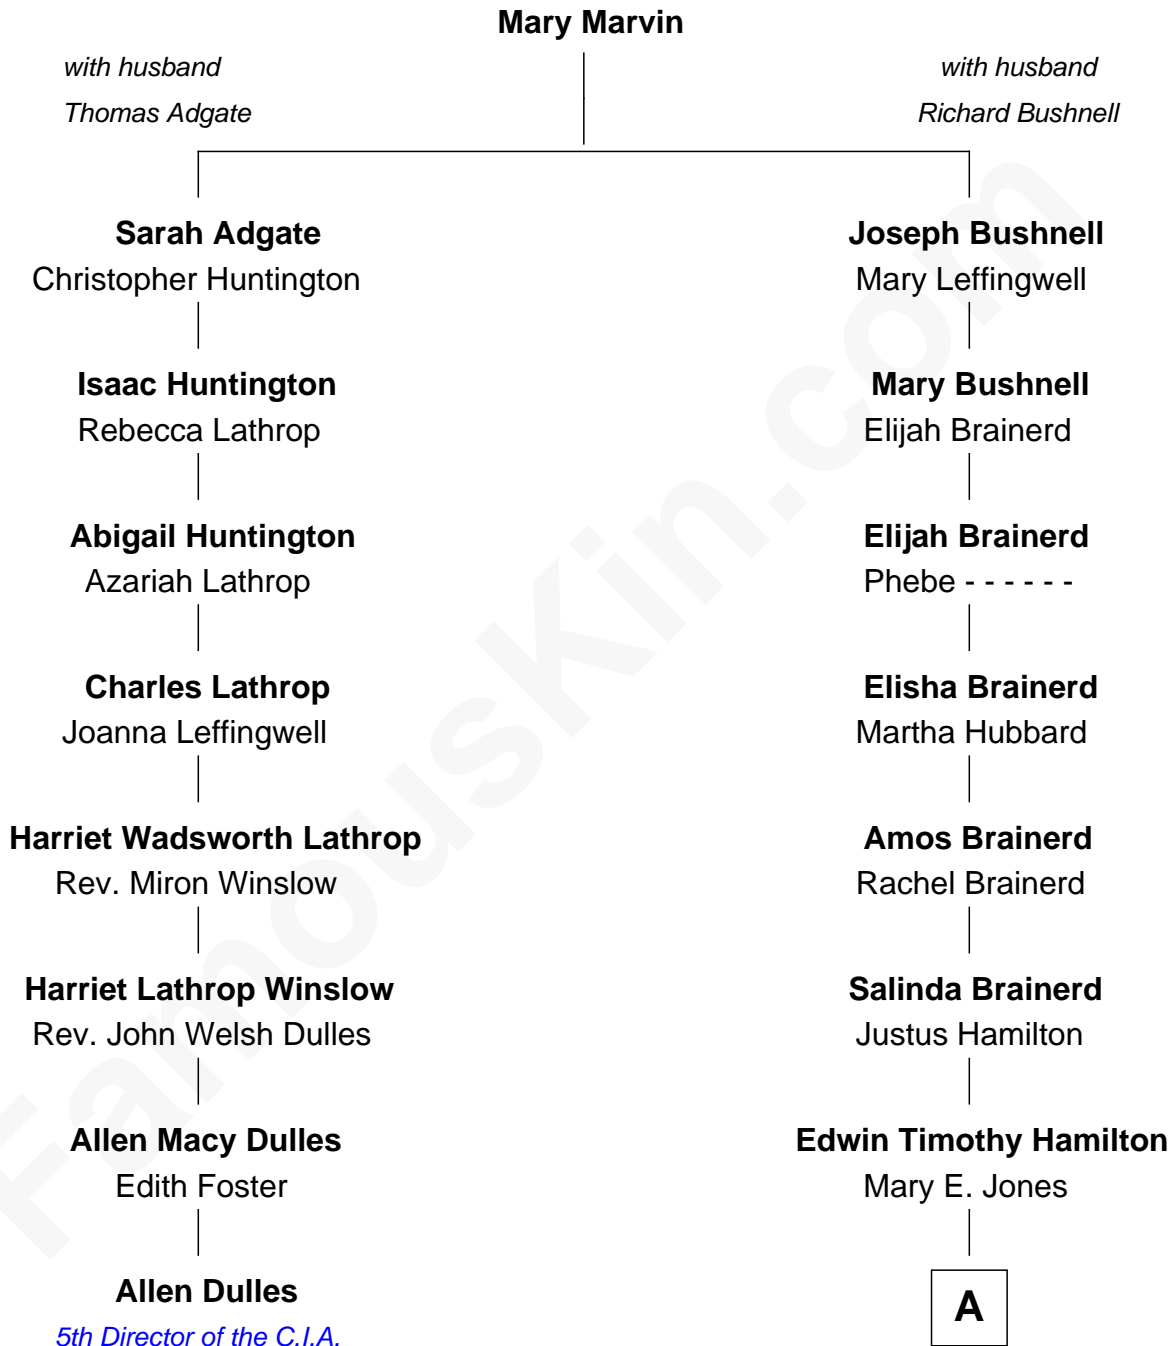 Mary Marvin
with husband
Thomas Adgate
with husband
Richard Bushnell
Sarah Adgate
Christopher Huntington
Joseph Bushnell
Mary Leffingwell
Isaac Huntington
Rebecca Lathrop
Mary Bushnell
Elijah Brainerd
Abigail Huntington
Azariah Lathrop
Elijah Brainerd
Phebe - - - - - -
Charles Lathrop
Joanna Leffingwell
Elisha Brainerd
Martha Hubbard
Harriet Wadsworth Lathrop
Rev. Miron Winslow
Amos Brainerd
Rachel Brainerd
Harriet Lathrop Winslow
Rev. John Welsh Dulles
Salinda Brainerd
Justus Hamilton
Allen Macy Dulles
Edith Foster
Edwin Timothy Hamilton
Mary E. Jones
Allen Dulles
5th Director of the C.I.A.
A
FamousKin.com